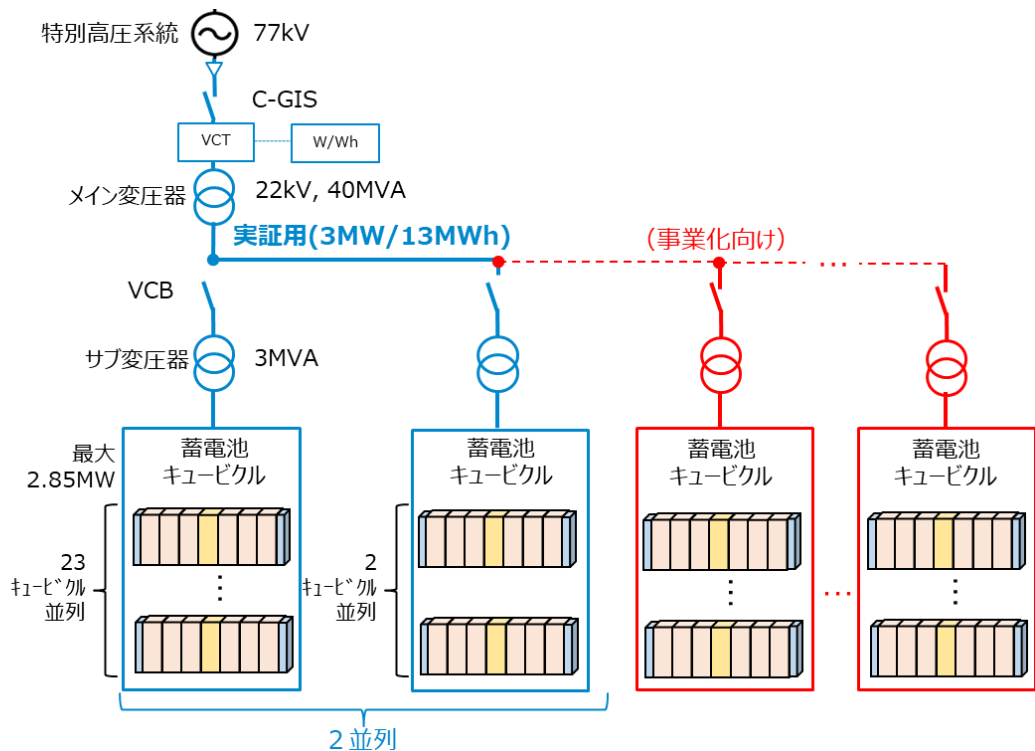 特別高圧系統
77kV
C-GIS
VCT
W/Wh
メイン変圧器
22kV, 40MVA
実証用(3MW/13MWh)
(事業化向け)
…
VCB
サブ変圧器
3MVA
最大
2.85MW
蓄電池
キュービクル
蓄電池
キュービクル
蓄電池
キュービクル
蓄電池
キュービクル
23
ｷｭｰﾋﾞｸﾙ
並列
2
ｷｭｰﾋﾞｸﾙ
並列
…
2 並列